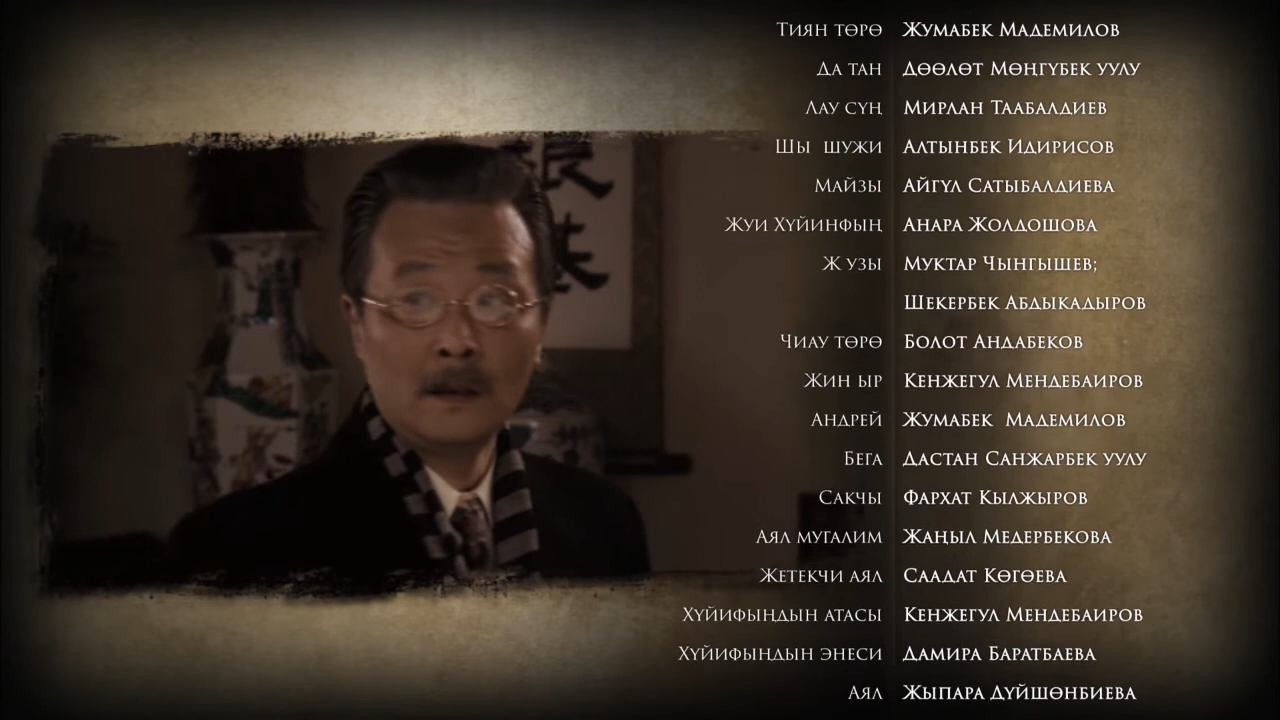 Тиян төрө Жумабек Мадемилов
Да тан Дөөлөт Мөңгүбек уулу
Лау сүң Мирлан Таабалдиев
Шы шужи Алтынбек Идирисов
Майзы Айгүл Сатыбалдиева
Жуи Хүйинфың Анара Жолдошова
Ж узы Муктар Чынгышев;
Шекербек Абдыкадыров
Чиау төрө Болот Андабеков
Жин ыр Кенжегул Мендебаиров
Андрей Жумабек Мадемилов
Бега Дастан Санжарбек уулу
Сакчы Фархат Кылжыров
Аял мугалим Жаңыл Медербекова
Жетекчи аял Саадат Көгөева
Хүйифыңдын атасы Кенжегул Мендебаиров
Хүйифыңдын энеси Дамира Баратбаева
Аял Жыпара Дүйшөнбиева